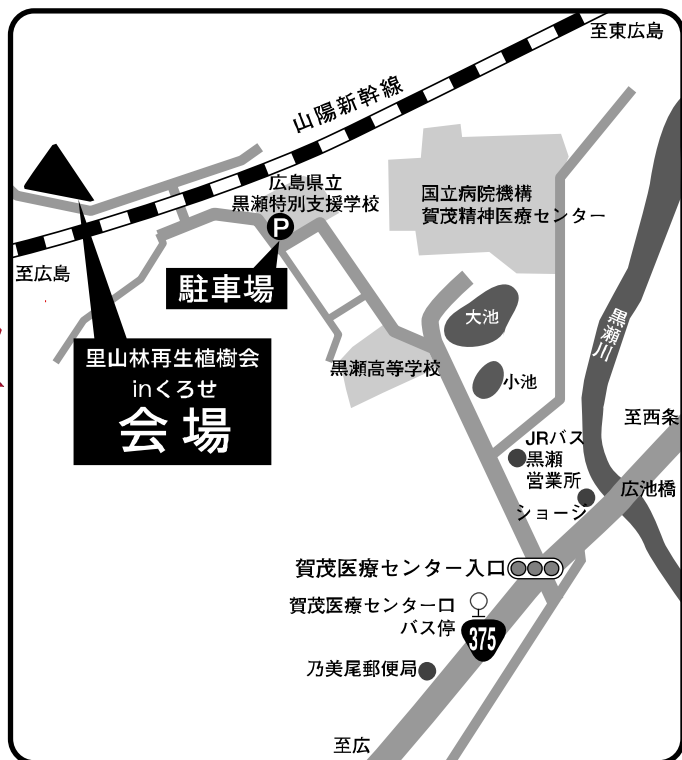 至東広島
山陽新幹線
広島県立
黒瀬特別支援学校
P
国立病院機構
賀茂精神医療センター
至広島
駐車場
大池
黒瀬川
里山林再生植樹会
inくろせ
会場
黒瀬高等学校
小池
至西条
JRバス
黒瀬
営業所
広池橋
ショージ
賀茂医療センター入口
賀茂医療センター口
バス停
375
乃美尾郵便局
至広